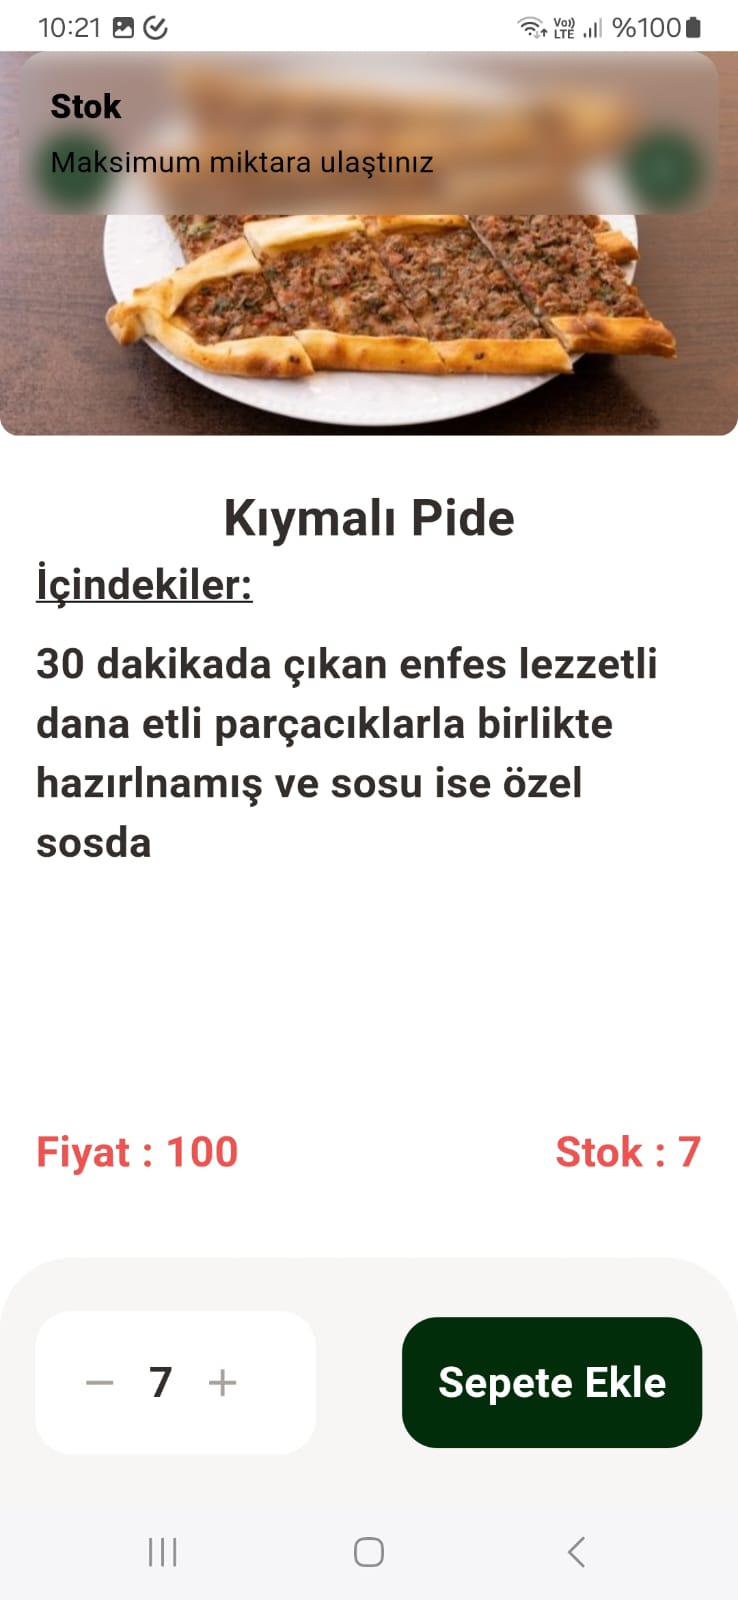 10:21
Vo))
LTE
%100
Stok
Maksimum miktara ulaştınız
Kıymalı Pide
İçindekiler:
30 dakikada çıkan enfes lezzetli
dana etli parçacıklarla birlikte
hazırlnamış ve sosu ise özel
sosda
Fiyat : 100
Stok : 7
7
Sepete Ekle